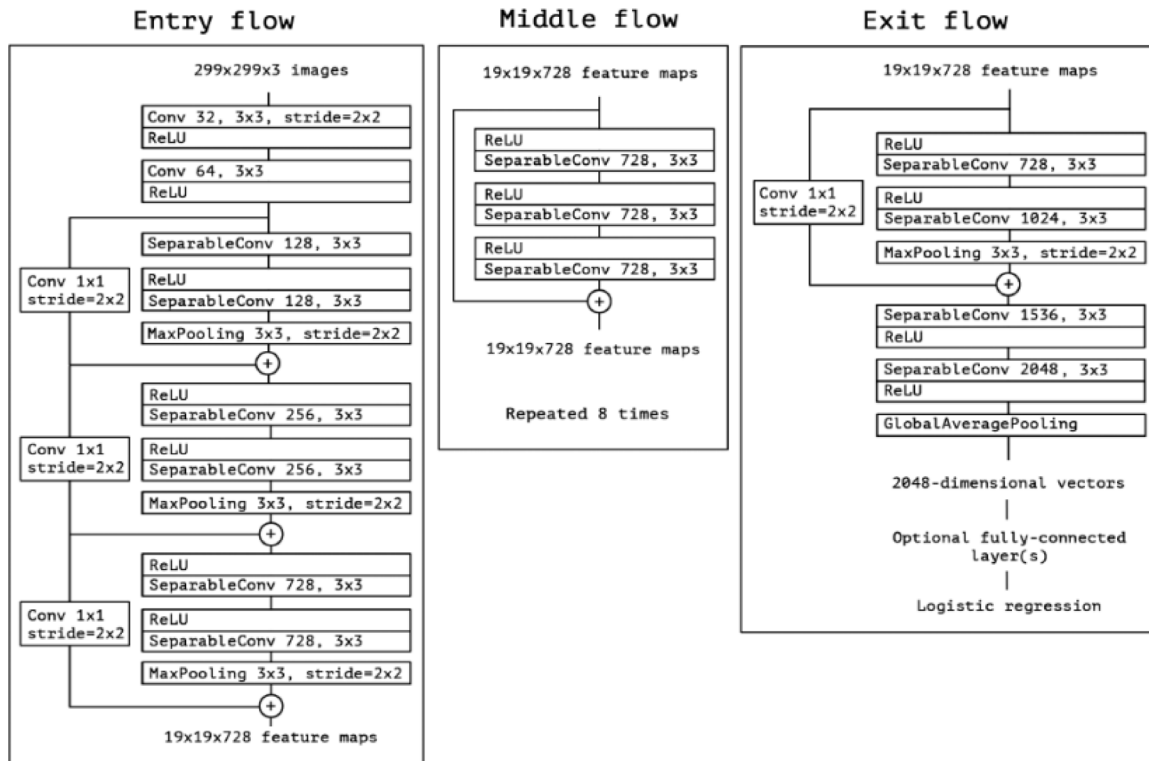 Entry flow
299x299x3 images
Conv 32, 3x3, stride=2x2
ReLU
Conv 64, 3x3
ReLU
SeparableConv 128, 3x3
Conv 1x1
stride=2x2
ReLU
SeparableConv 128, 3x3
MaxPooling 3x3, stride=2x2
+
ReLU
SeparableConv 256, 3x3
Conv 1x1
stride=2x2
ReLU
SeparableConv 256, 3x3
MaxPooling 3x3, stride=2x2
+
ReLU
SeparableConv 728, 3x3
Conv 1x1
stride=2x2
ReLU
SeparableConv 728, 3x3
MaxPooling 3x3, stride=2x2
+
19x19x728 feature maps
Middle flow
19x19x728 feature maps
ReLU
SeparableConv 728, 3x3
ReLU
SeparableConv 728, 3x3
ReLU
SeparableConv 728, 3x3
+
19x19x728 feature maps
Repeated 8 times
Exit flow
19x19x728 feature maps
ReLU
SeparableConv 728, 3x3
Conv 1x1
stride=2x2
ReLU
SeparableConv 1024, 3x3
MaxPooling 3x3, stride=2x2
+
SeparableConv 1536, 3x3
ReLU
SeparableConv 2048, 3x3
ReLU
GlobalAveragePooling
2048-dimensional vectors
Optional fully-connected
layer(s)
Logistic regression